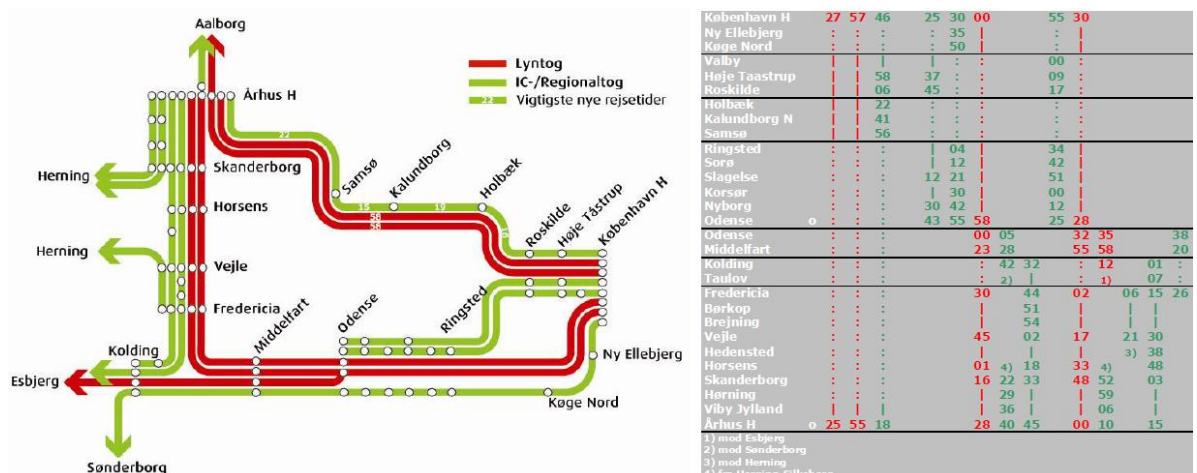 Aalborg
Lyntog
IC-/Regionaltog
22 Vigtigste nye rejsetider
Århus H
22
Herning
Skanderborg
Samsø
Kalundborg
Holbæk
Roskilde
Høje Tåstrup
København H
Horsens
15
19
58
58
Herning
Vejle
Fredericia
Middelfart
Odense
Ringsted
Kolding
Ny Ellebjerg
Esbjerg
Køge Nord
Sønderborg
København H 27 57 46 25 30 00 55 30
Ny Ellebjerg : : : : 35 | : |
Køge Nord : : : : 50 | : |
Valby | | | | : : 00 :
Høje Taastrup | | 58 37 : : 09 :
Roskilde | | 06 45 : : 17 :
Holbæk | | 22 : : : : :
Kalundborg N | | 41 : : : : :
Samsø | | 56 : : : : :
Ringsted : : : | 04 | 34 |
Sorø : : : | 12 | 42 |
Slagelse : : : 12 21 | 51 |
Korsør : : : | 30 | 00 |
Nyborg : : : 30 42 | 12 |
Odense o : : : 43 55 58 25 28
Odense : : : 00 05 32 35 38
Middelfart : : : 23 28 55 58 20
Kolding : : : : 42 32 : 12 01 :
Taulov : : : : 2) | : 1) 07 :
Fredericia : : : 30 44 02 06 15 26
Børkop : : : | 51 | | |
Brejning : : : | 54 | | |
Vejle : : : 45 02 17 21 30
Hedensted : : : | | | 3) 38
Horsens : : : 01 4) 18 33 4) 48
Skanderborg : : : 16 22 33 48 52 03
Hørning | | | | 29 | | 59 |
Viby Jylland | | | | 36 | | 06 |
Århus H o 25 55 18 28 40 45 00 10 15
1) mod Esbjerg
2) mod Sønderborg
3) mod Herning